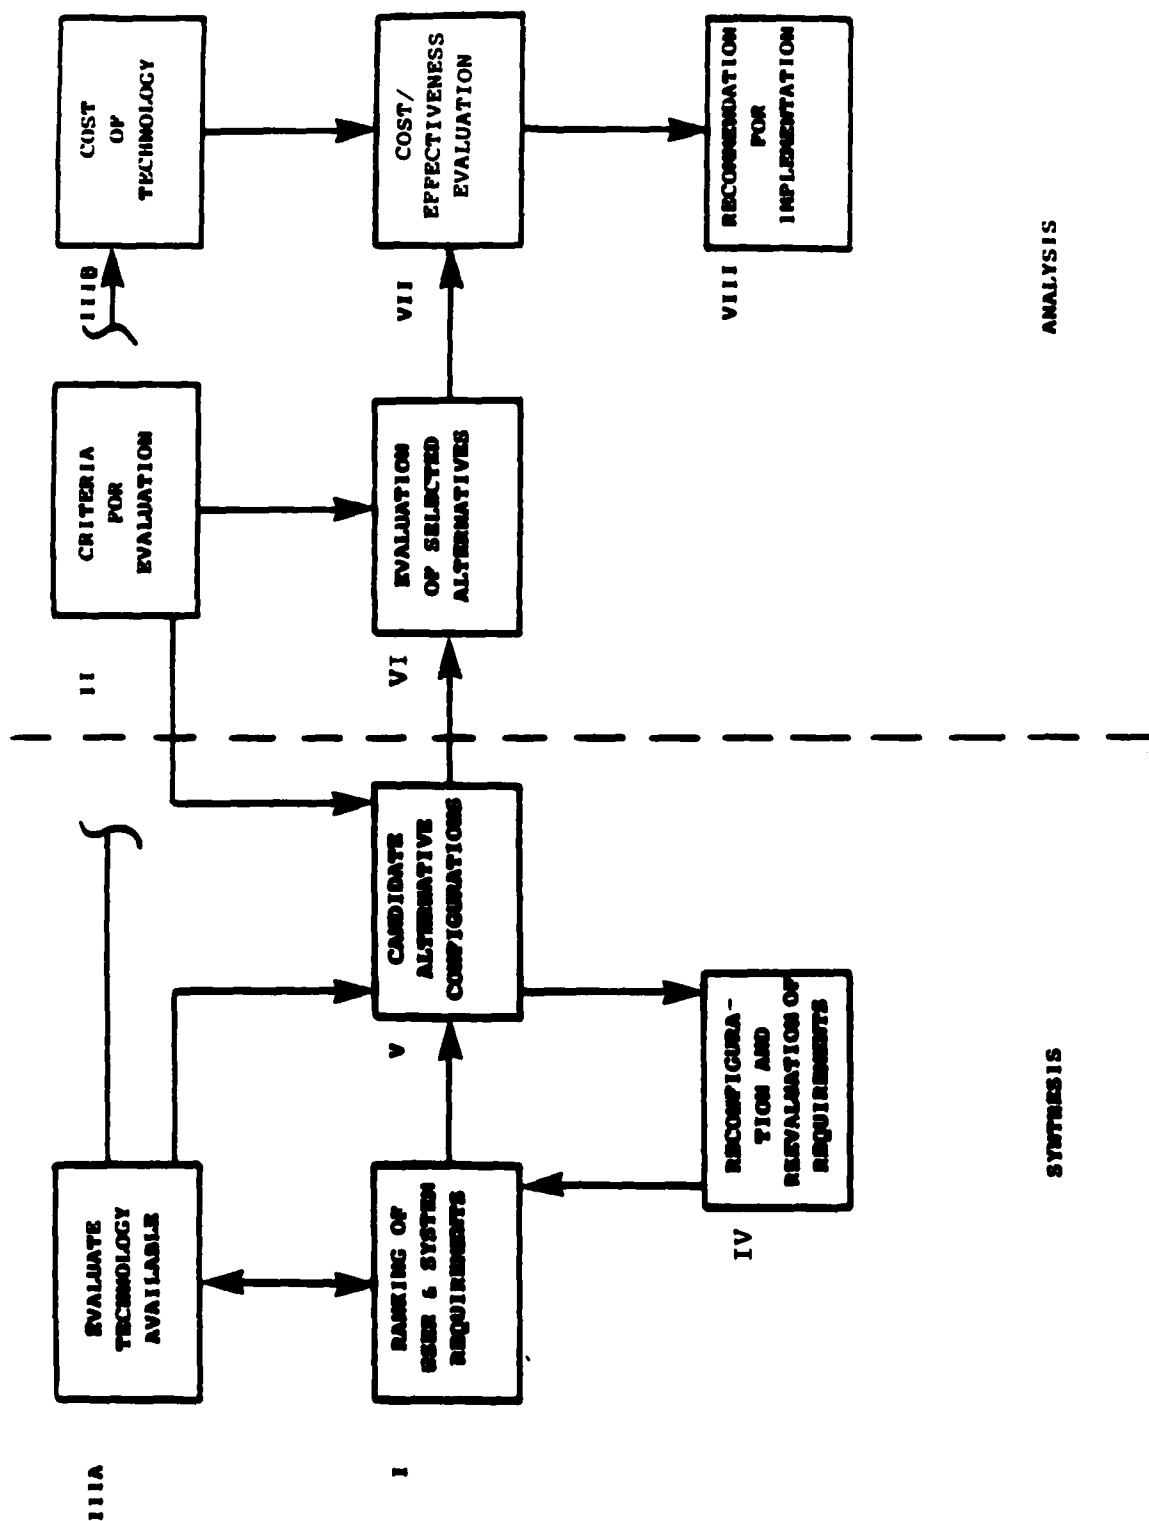 IIIA
EVALUATE
TECHNOLOGY
AVAILABLE
II
CRITERIA
FOR
EVALUATION
IIIB
COST
OF
TECHNOLOGY
I
RANKING OF
USER & SYSTEM
REQUIREMENTS
V
CANDIDATE
ALTERNATIVE
CONFIGURATIONS
VI
EVALUATION
OF SELECTED
ALTERNATIVES
VII
COST/
EFFECTIVENESS
EVALUATION
IV
RECONFIGURA-
TION AND
REEVALUATION OF
REQUIREMENTS
VIII
RECOMMENDATION
FOR
IMPLEMENTATION
SYNTHESIS
ANALYSIS